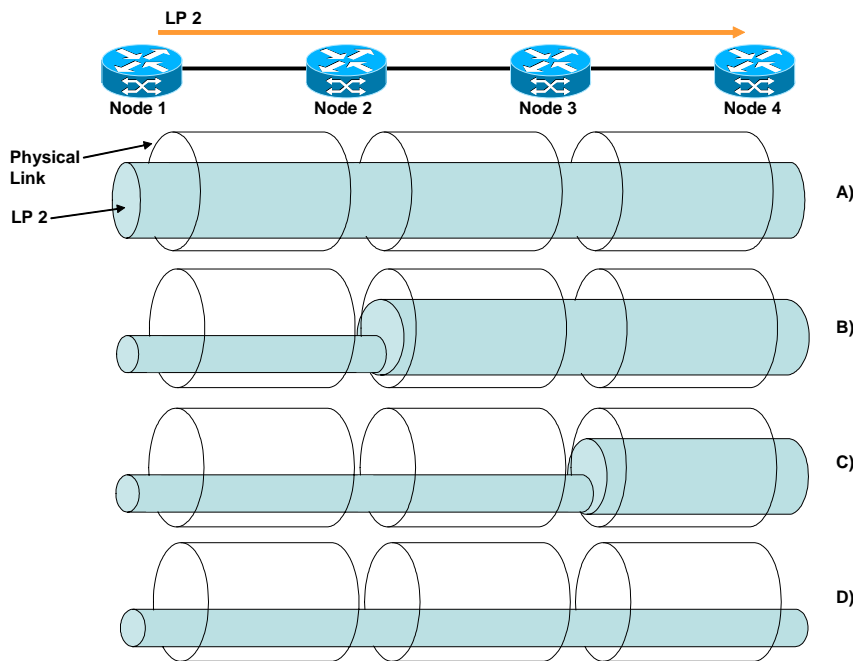 LP 2
Node 1
Node 2
Node 3
Node 4
Physical
Link
LP 2
A)
B)
C)
D)